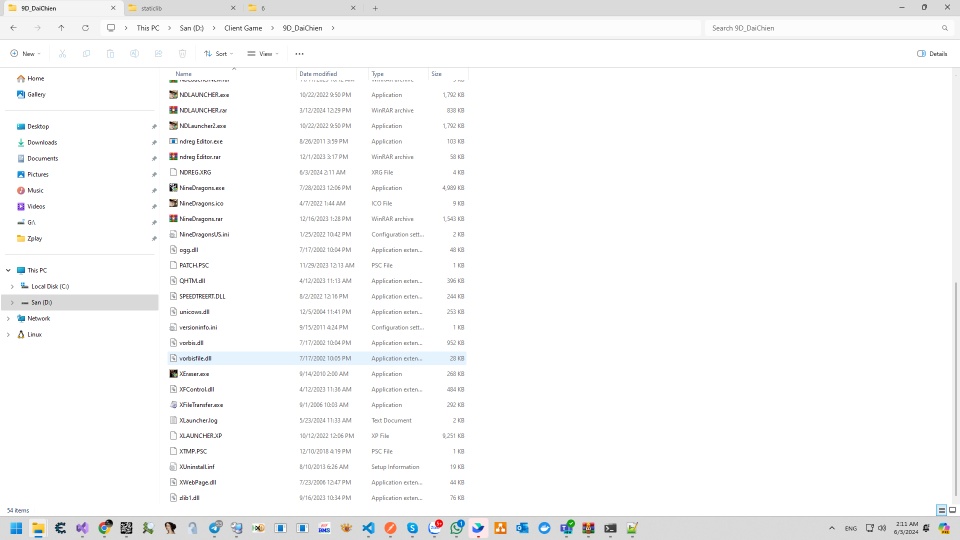 9D_DaiChien
staticlib
6
This PC > San (D:) > Client Game > 9D_DaiChien >
Search 9D_DaiChien
New
Sort
View
Details
Home
Gallery
Desktop
Downloads
Documents
Pictures
Music
Videos
G:\
Zplay
This PC
Local Disk (C:)
San (D:)
Network
Linux
Name Date modified Type Size
NDLAUNCHER.exe 10/22/2022 9:50 PM Application 1,792 KB
NDLAUNCHER.rar 3/12/2024 12:29 PM WinRAR archive 838 KB
NDLauncher2.exe 10/22/2022 9:50 PM Application 1,792 KB
ndreg Editor.exe 8/26/2011 3:59 PM Application 103 KB
ndreg Editor.rar 12/1/2023 3:17 PM WinRAR archive 58 KB
NDREG.XRG 6/3/2024 2:11 AM XRG File 4 KB
NineDragons.exe 7/28/2023 12:06 PM Application 4,989 KB
NineDragons.ico 4/7/2022 1:44 AM ICO File 9 KB
NineDragons.rar 12/16/2023 1:28 PM WinRAR archive 1,543 KB
NineDragonsUS.ini 1/25/2022 10:42 PM Configuration sett... 2 KB
ogg.dll 7/17/2002 10:04 PM Application exten... 48 KB
PATCH.PSC 11/29/2023 12:13 AM PSC File 1 KB
QHTM.dll 4/12/2023 11:13 AM Application exten... 396 KB
SPEEDTREERT.DLL 8/2/2022 12:16 PM Application exten... 244 KB
unicows.dll 12/5/2004 11:41 PM Application exten... 253 KB
versioninfo.ini 9/15/2011 4:24 PM Configuration sett... 1 KB
vorbis.dll 7/17/2002 10:04 PM Application exten... 952 KB
vorbisfile.dll 7/17/2002 10:05 PM Application exten... 28 KB
XEraser.exe 9/14/2010 2:00 AM Application 268 KB
XFControl.dll 4/12/2023 11:36 AM Application exten... 484 KB
XFileTransfer.exe 9/1/2006 10:03 AM Application 292 KB
XLauncher.log 5/23/2024 11:33 AM Text Document 2 KB
XLAUNCHER.XP 10/12/2022 12:06 PM XP File 9,251 KB
XTMP.PSC 12/10/2018 4:19 PM PSC File 1 KB
XUninstall.inf 8/10/2013 6:26 AM Setup Information 19 KB
XWebPage.dll 7/23/2006 12:47 PM Application exten... 44 KB
zlib1.dll 9/16/2023 10:34 PM Application exten... 76 KB
54 items
ENG
2:11 AM
6/3/2024